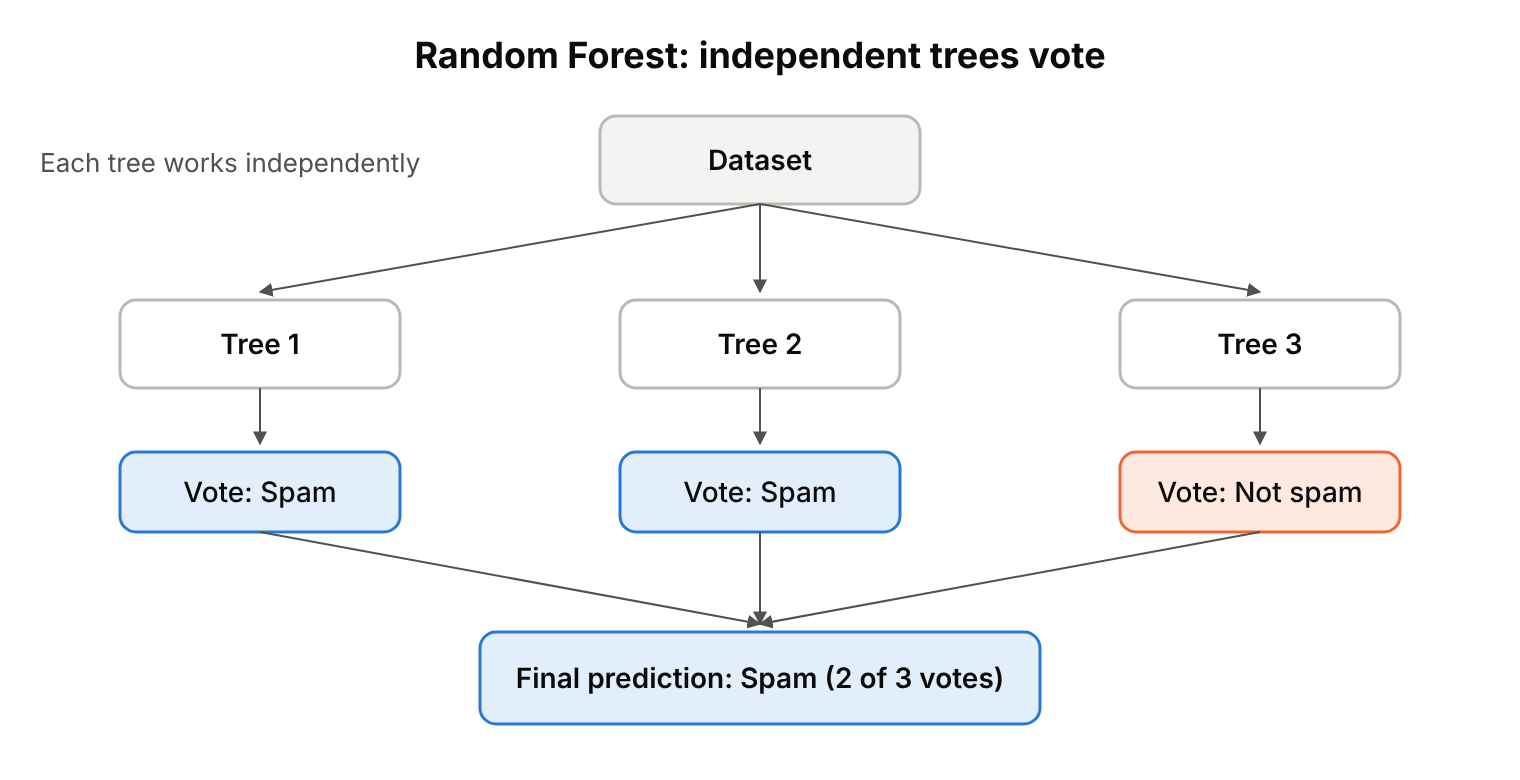 Random Forest: independent trees vote
Each tree works independently
Dataset
Tree 1
Tree 2
Tree 3
Vote: Spam
Vote: Spam
Vote: Not spam
Final prediction: Spam (2 of 3 votes)